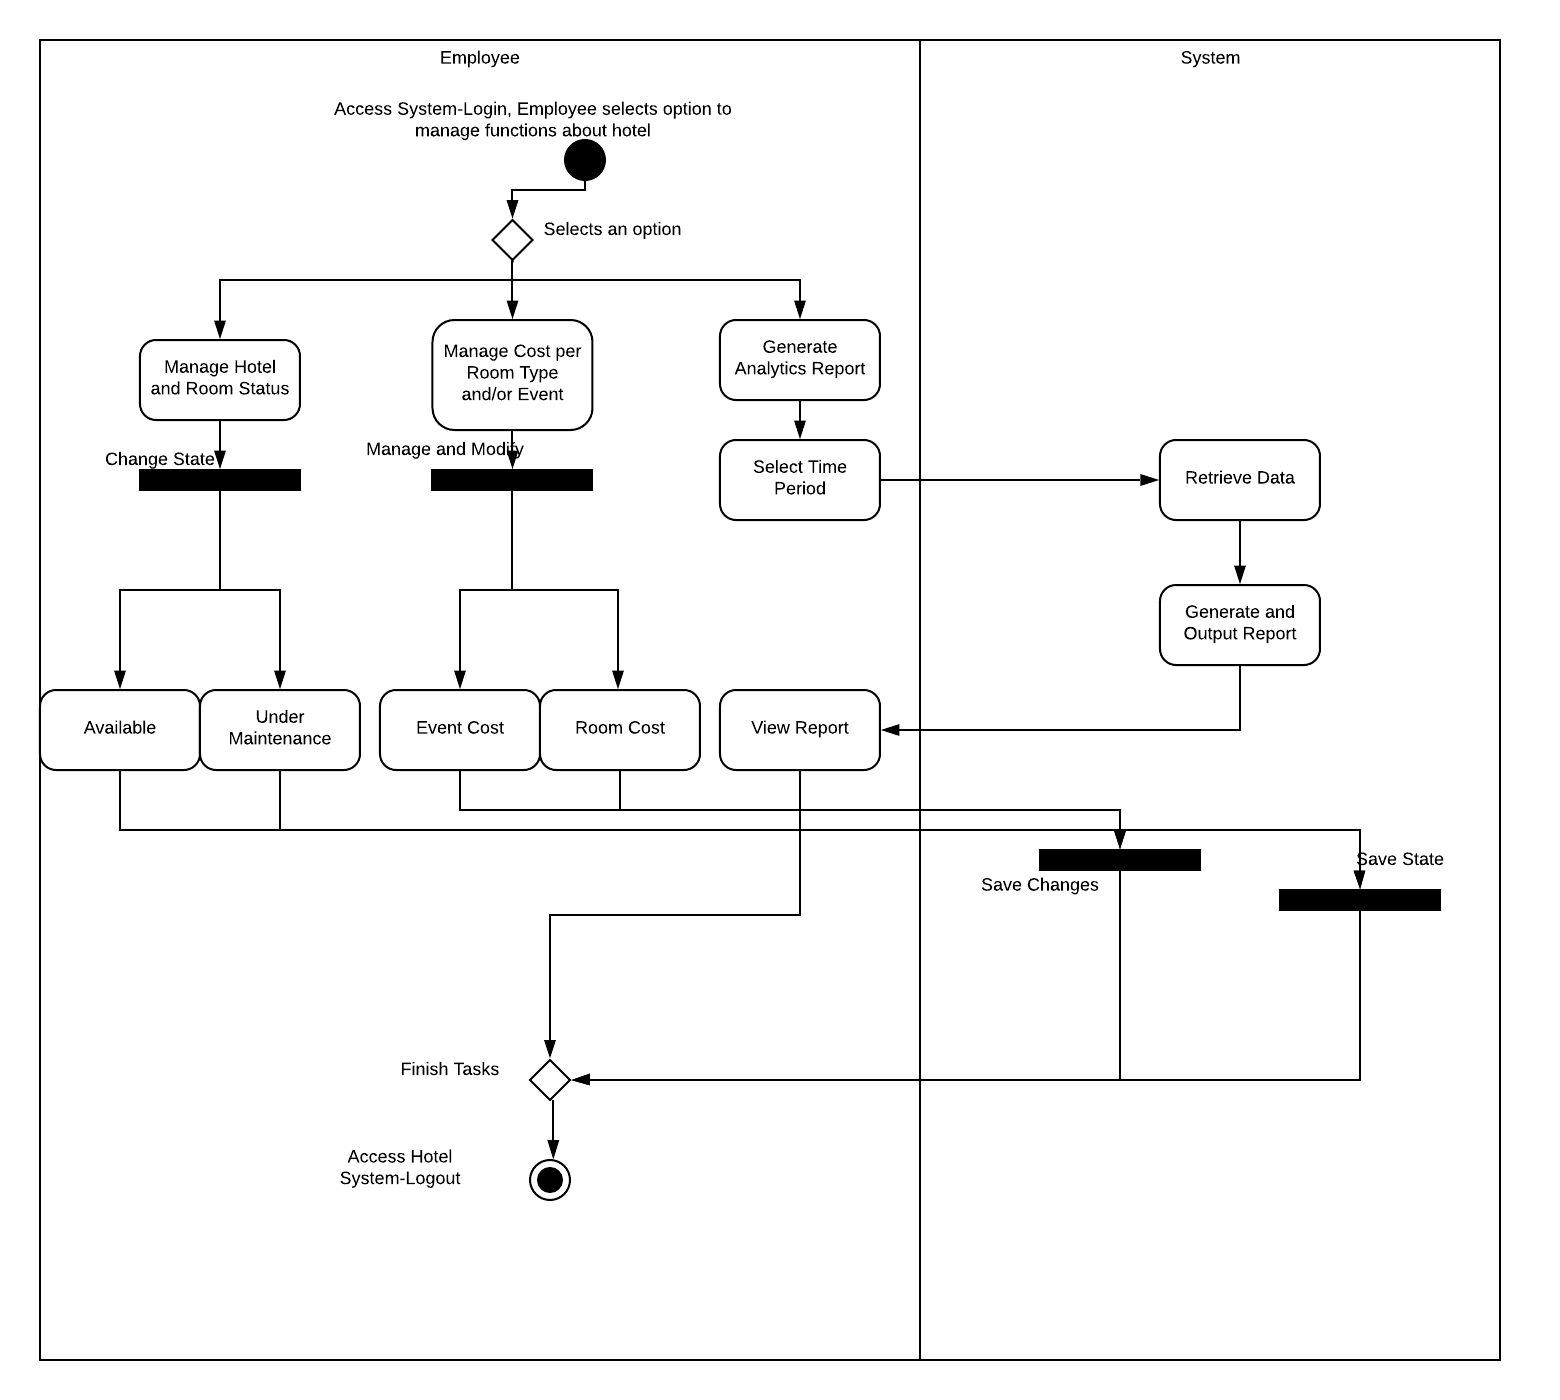 Employee
System
Access System-Login, Employee selects option to
manage functions about hotel
Selects an option
Manage Hotel
and Room Status
Manage Cost per
Room Type
and/or Event
Generate
Analytics Report
Change State
Manage and Modify
Select Time
Period
Retrieve Data
Generate and
Output Report
Available
Under
Maintenance
Event Cost
Room Cost
View Report
Save State
Save Changes
Finish Tasks
Access Hotel
System-Logout